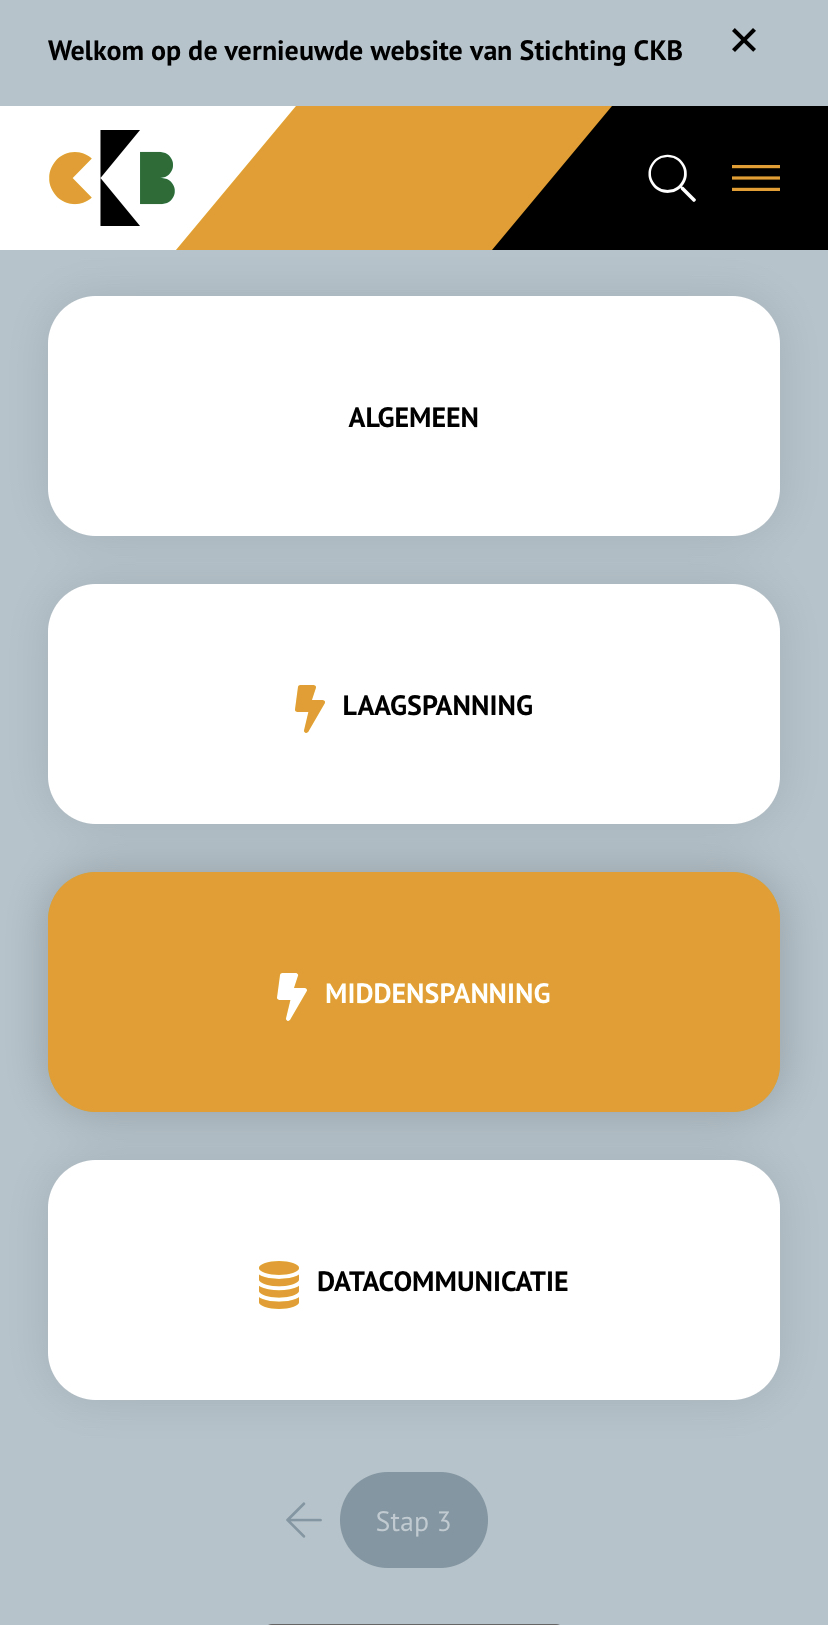 Welkom op de vernieuwde website van Stichting CKB
CKB
ALGEMEEN
LAAGSPANNING
MIDDENSPANNING
DATACOMMUNICATIE
Stap 3